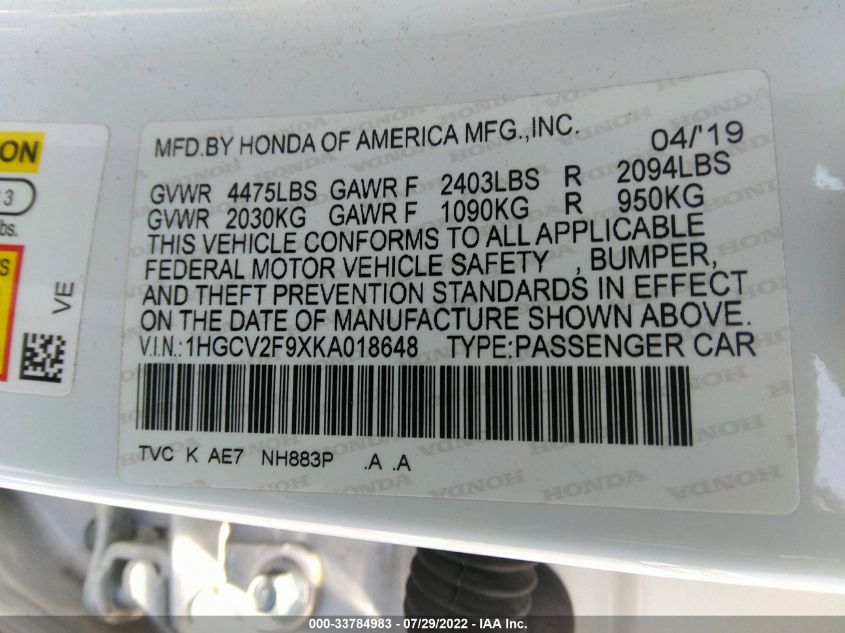 MFD.BY HONDA OF AMERICA MFG.,INC. 04/'19
GVWR 4475LBS GAWR F 2403LBS R 2094LBS
GVWR 2030KG GAWR F 1090KG R 950KG
THIS VEHICLE CONFORMS TO ALL APPLICABLE
FEDERAL MOTOR VEHICLE SAFETY , BUMPER,
AND THEFT PREVENTION STANDARDS IN EFFECT
ON THE DATE OF MANUFACTURE SHOWN ABOVE.
V.I.N.:1HGCV2F9XKA018648 TYPE:PASSENGER CAR
TVC K AE7 NH883P .A .A
ON
3
bs.
S
VE
000-33784983 - 07/29/2022 - IAA Inc.